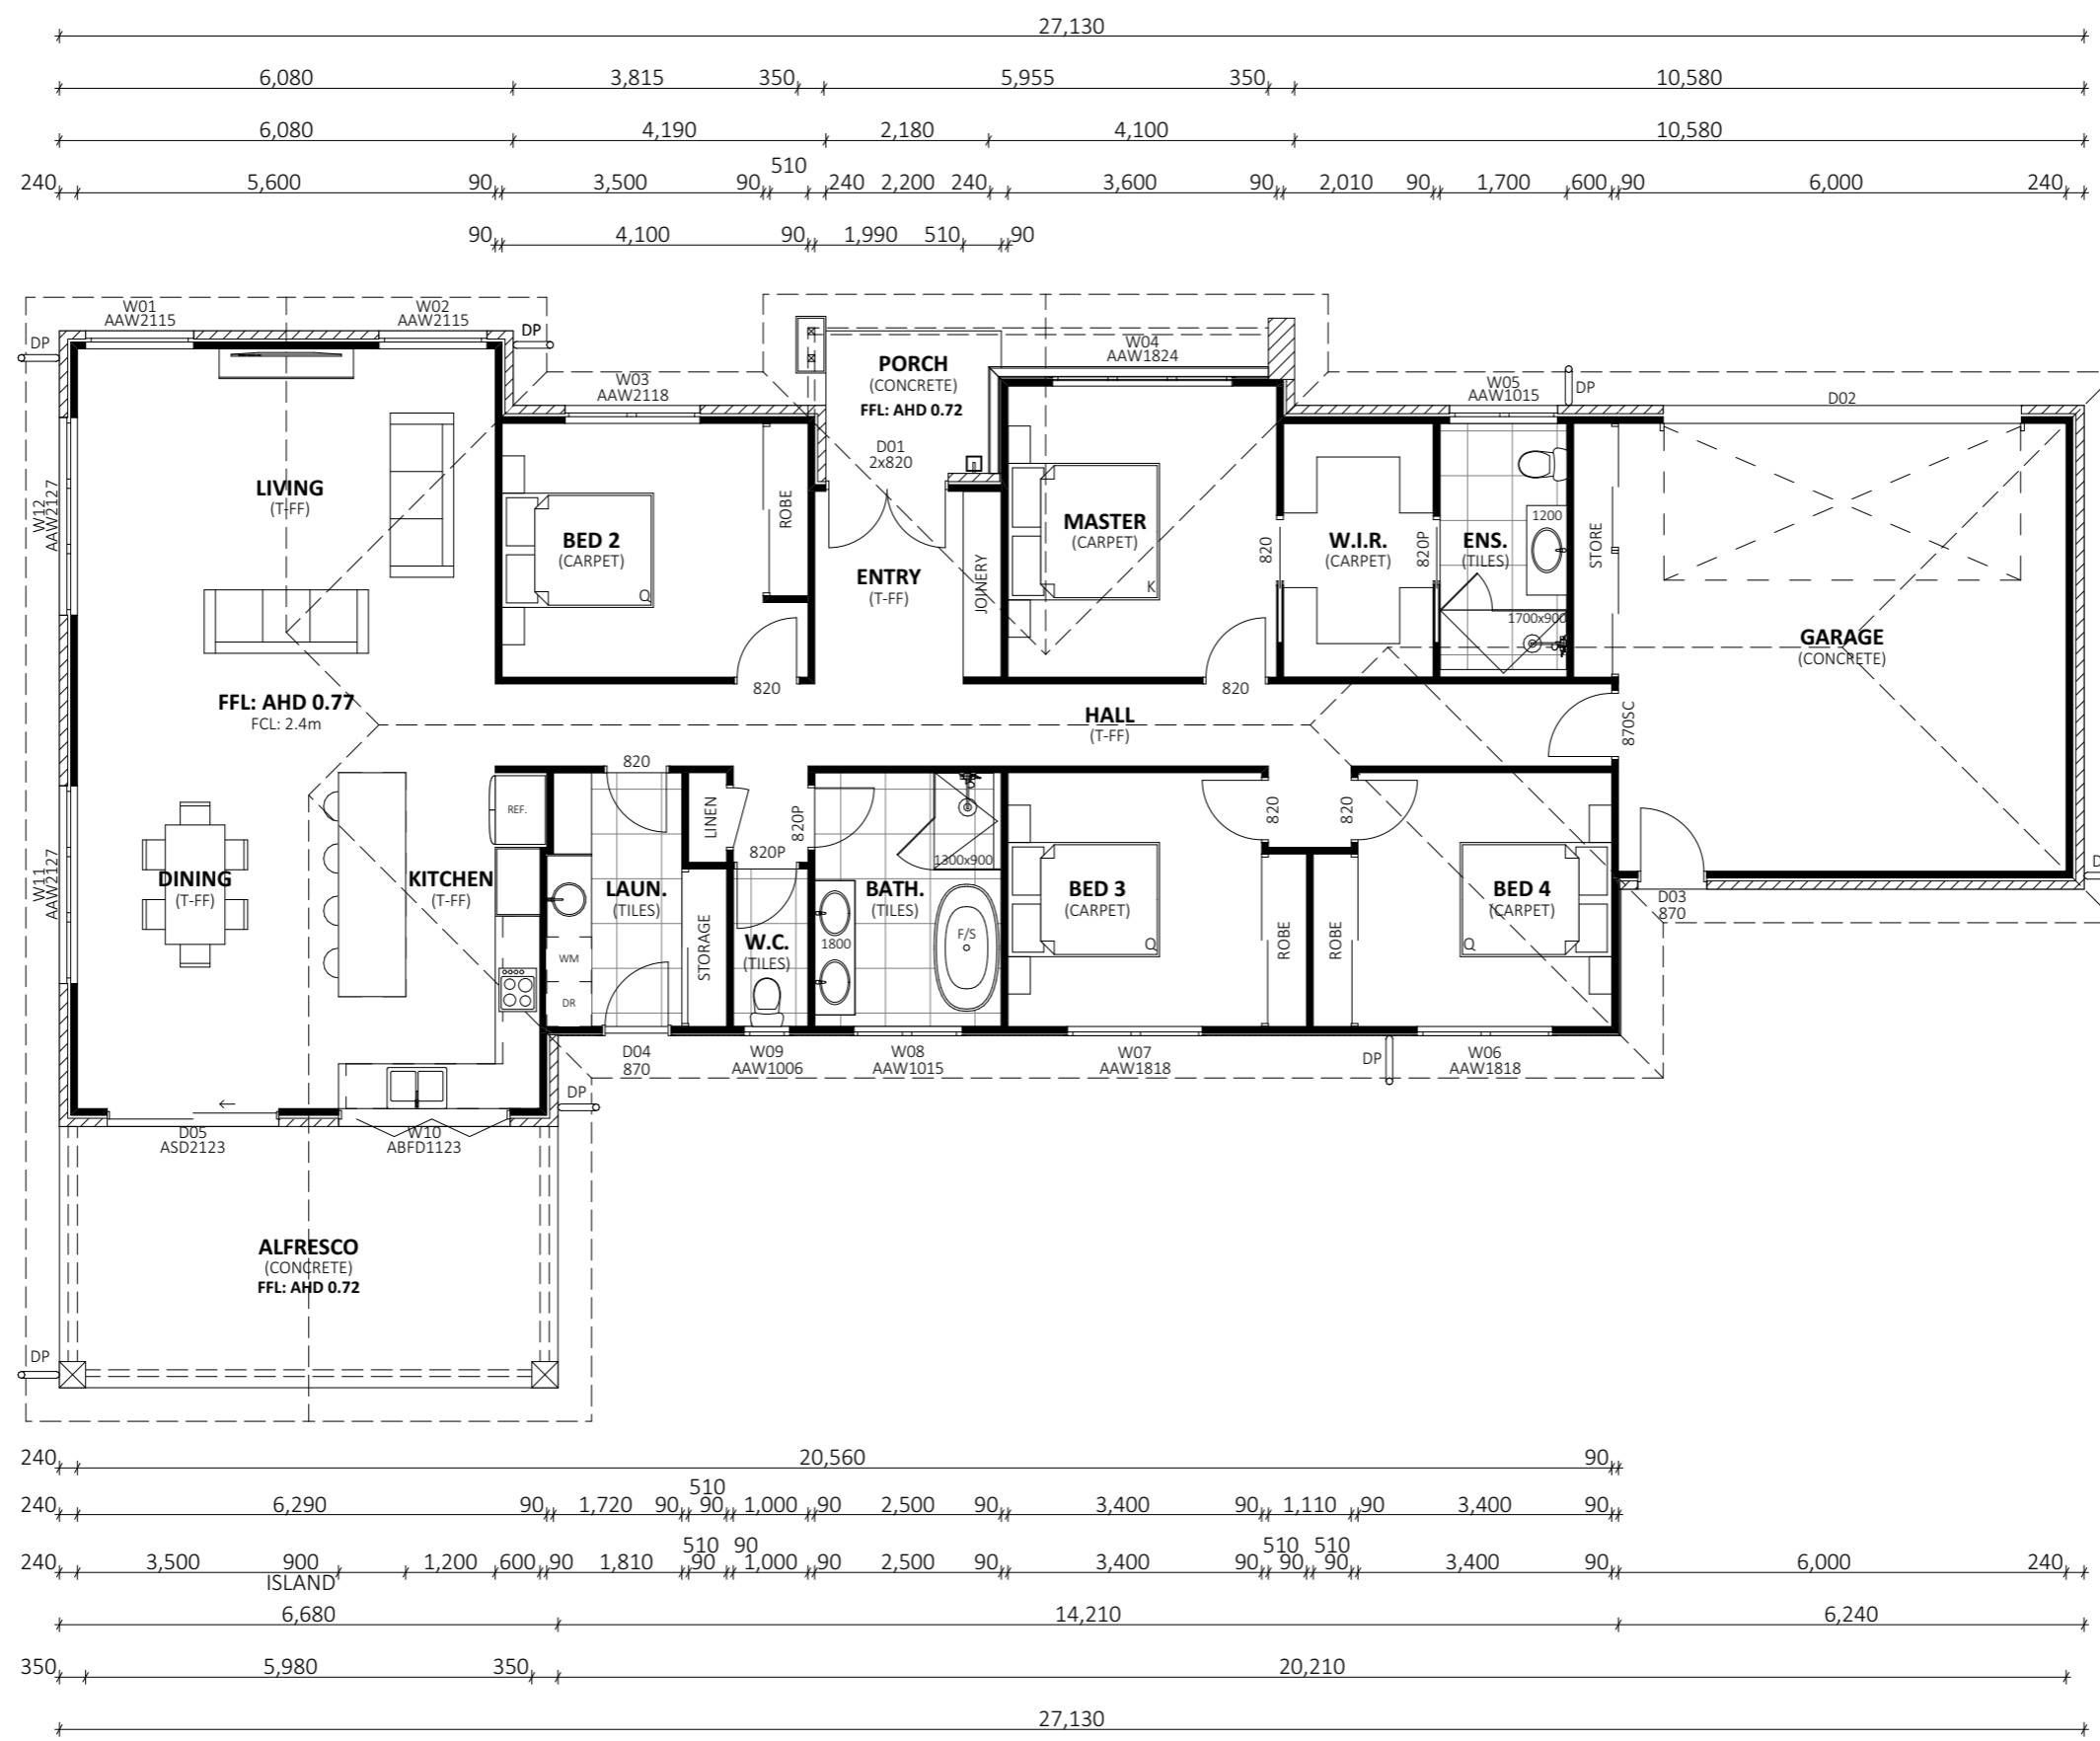 27,130
6,080 3,815 350 5,955 350 10,580
6,080 4,190 2,180 4,100 10,580
510
240 5,600 90 3,500 90 240 2,200 240 3,600 90 2,010 90 1,700 600 90 6,000 240
90 4,100 90 1,990 510 90
W01
AAW2115
W02
AAW2115
DP
DP
W03
AAW2118
PORCH
(CONCRETE)
FFL: AHD 0.72
W04
AAW1824
W05
AAW1015
DP
D02
D01
2x820
W12
AAW2127
LIVING
(T-FF)
BED 2
(CARPET)
Q
ROBE
820
ENTRY
(T-FF)
JOINERY
MASTER
(CARPET)
K
820
820
W.I.R.
(CARPET)
820P
ENS.
(TILES)
1200
1700x900
STORE
GARAGE
(CONCRETE)
870SC
FFL: AHD 0.77
FCL: 2.4m
HALL
(T-FF)
W11
AAW2127
DINING
(T-FF)
KITCHEN
(T-FF)
REF.
820
LAUN.
(TILES)
WM
DR
LINEN
STORAGE
820P
820P
W.C.
(TILES)
BATH.
(TILES)
1300x900
1800
F/S
BED 3
(CARPET)
Q
820
820
ROBE
ROBE
BED 4
(CARPET)
Q
D03
870
D
D04
870
W09
AAW1006
W08
AAW1015
W07
AAW1818
DP
W06
AAW1818
DP
D05
ASD2123
W10
ABFD1123
ALFRESCO
(CONCRETE)
FFL: AHD 0.72
DP
240 20,560 90
510
240 6,290 90 1,720 90 90 1,000 90 2,500 90 3,400 90 1,110 90 3,400 90
510 90 510 510
240 3,500 900 1,200 600 90 1,810 90 1,000 90 2,500 90 3,400 90 90 90 3,400 90 6,000 240
ISLAND
6,680 14,210 6,240
350 5,980 350 20,210
27,130